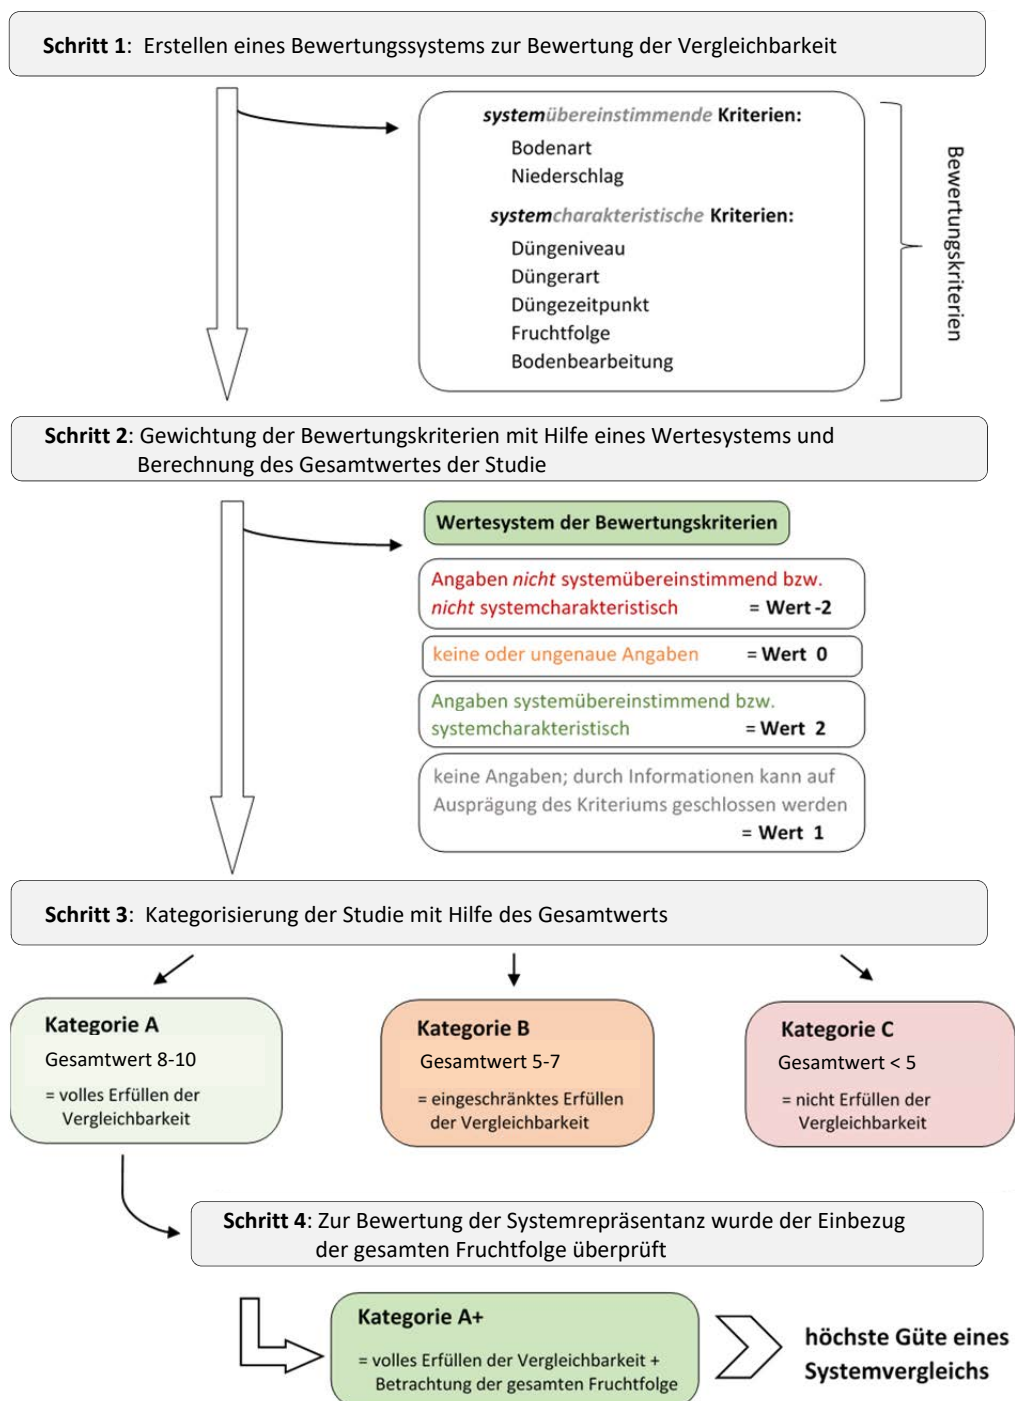 Schritt 1: Erstellen eines Bewertungssystems zur Bewertung der Vergleichbarkeit
systemübereinstimmende Kriterien:
Bodenart
Niederschlag
systemcharakteristische Kriterien:
Düngeniveau
Düngerart
Düngezeitpunkt
Fruchtfolge
Bodenbearbeitung
Bewertungskriterien
Schritt 2: Gewichtung der Bewertungskriterien mit Hilfe eines Wertesystems und
Berechnung des Gesamtwertes der Studie
Wertesystem der Bewertungskriterien
Angaben nicht systemübereinstimmend bzw.
nicht systemcharakteristisch = Wert -2
keine oder ungenaue Angaben = Wert 0
Angaben systemübereinstimmend bzw.
systemcharakteristisch = Wert 2
keine Angaben; durch Informationen kann auf
Ausprägung des Kriteriums geschlossen werden
= Wert 1
Schritt 3: Kategorisierung der Studie mit Hilfe des Gesamtwerts
Kategorie A
Gesamtwert 8-10
= volles Erfüllen der
Vergleichbarkeit
Kategorie B
Gesamtwert 5-7
= eingeschränktes Erfüllen
der Vergleichbarkeit
Kategorie C
Gesamtwert < 5
= nicht Erfüllen der
Vergleichbarkeit
Schritt 4: Zur Bewertung der Systemrepräsentanz wurde der Einbezug
der gesamten Fruchtfolge überprüft
Kategorie A+
= volles Erfüllen der Vergleichbarkeit +
Betrachtung der gesamten Fruchtfolge
höchste Güte eines
Systemvergleichs